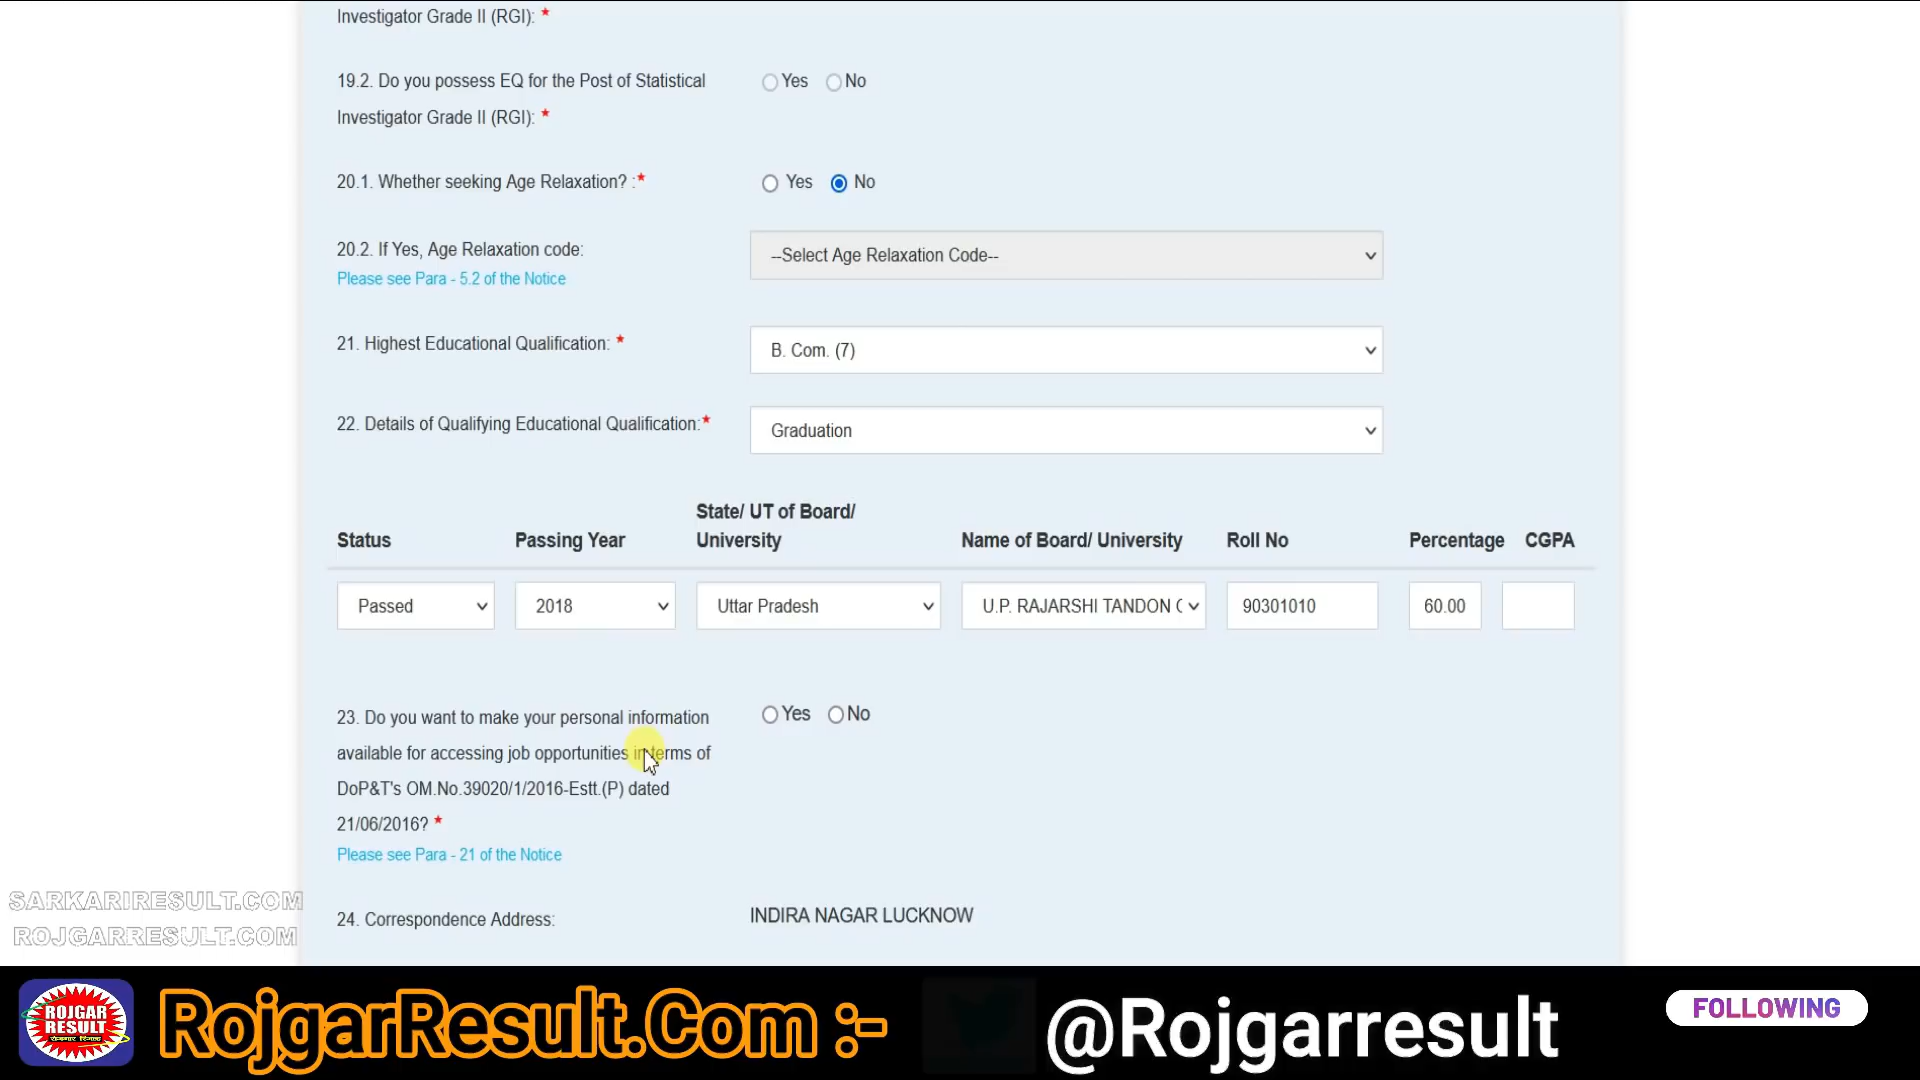 Investigator Grade II (RGI): *
19.2. Do you possess EQ for the Post of Statistical
Investigator Grade II (RGI): *
Yes No
20.1. Whether seeking Age Relaxation? :*
Yes No
20.2. If Yes, Age Relaxation code:
Please see Para - 5.2 of the Notice
--Select Age Relaxation Code--
21. Highest Educational Qualification: *
B. Com. (7)
22. Details of Qualifying Educational Qualification:*
Graduation
Status Passing Year State/ UT of Board/ University Name of Board/ University Roll No Percentage CGPA
Passed 2018 Uttar Pradesh U.P. RAJARSHI TANDON 90301010 60.00
23. Do you want to make your personal information
available for accessing job opportunities in terms of
DoP&T's OM.No.39020/1/2016-Estt.(P) dated
21/06/2016? *
Please see Para - 21 of the Notice
Yes No
24. Correspondence Address:
INDIRA NAGAR LUCKNOW
SARKARIRESULT.COM
ROJGARRESULT.COM
ROJGAR
RESULT
RojgarResult.Com :-
@Rojgarresult
FOLLOWING